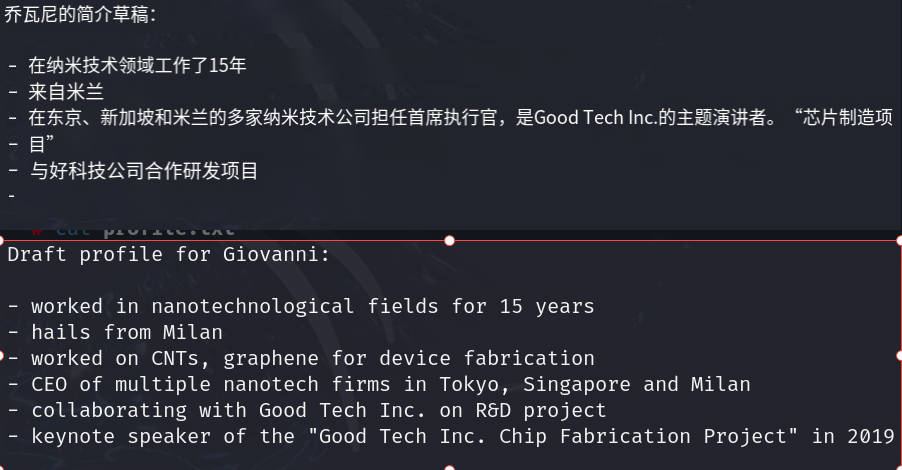 乔瓦尼的简介草稿：
- 在纳米技术领域工作了15年
- 来自米兰
- 在东京、新加坡和米兰的多家纳米技术公司担任首席执行官，是Good Tech Inc.的主题演讲者。“芯片制造项
- 目”
- 与好科技公司合作研发项目
-
# cat profile.txt
Draft profile for Giovanni:
- worked in nanotechnological fields for 15 years
- hails from Milan
- worked on CNTs, graphene for device fabrication
- CEO of multiple nanotech firms in Tokyo, Singapore and Milan
- collaborating with Good Tech Inc. on R&D project
- keynote speaker of the "Good Tech Inc. Chip Fabrication Project" in 2019